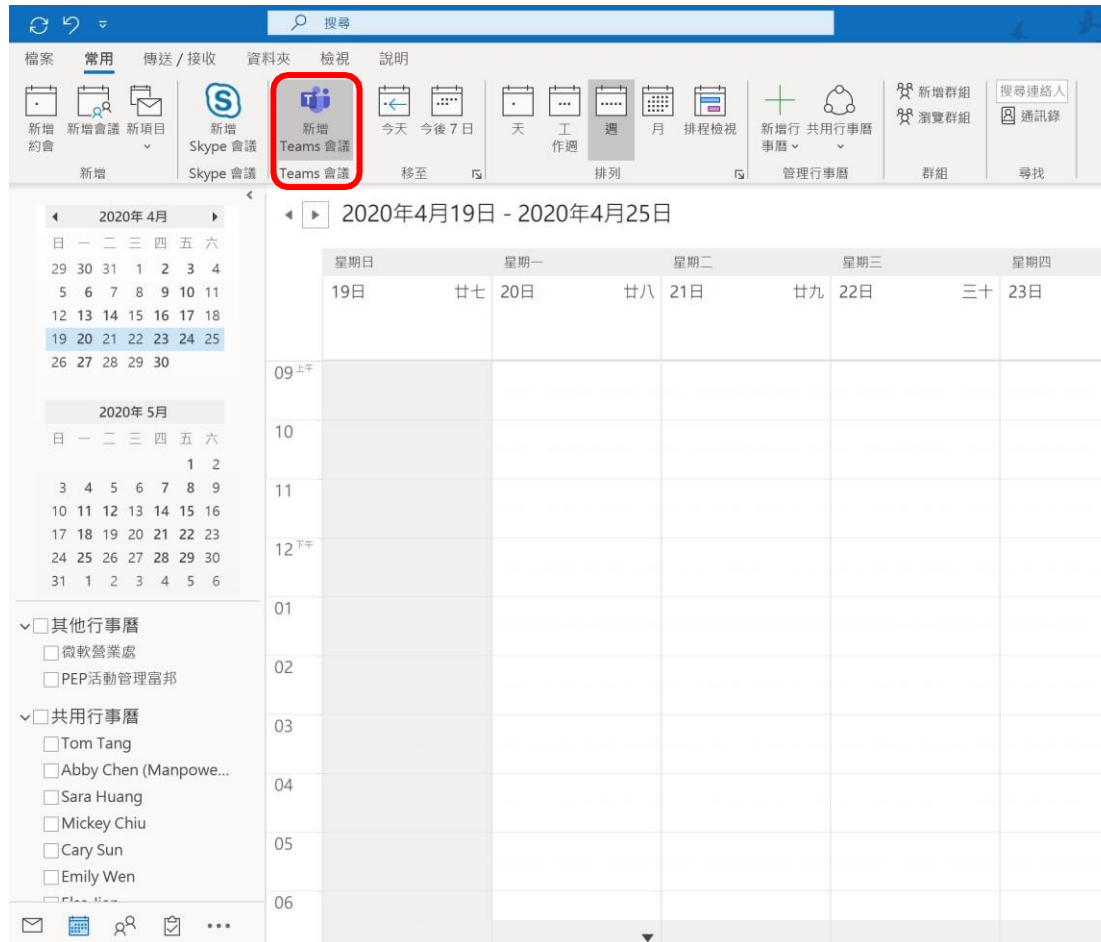 搜尋
檔案 常用 傳送 / 接收 資料夾 檢視 說明
新增約會
新增會議
新項目
新增 Skype 會議
新增 Teams 會議
今天
今後 7 日
天
工作週
週
月
排程檢視
新增行事曆
共用行事曆
新增群組
瀏覽群組
搜尋連絡人
通訊錄
新增 Skype 會議 Teams 會議 移至 排列 管理行事曆 群組 尋找
2020年 4月
日 一 二 三 四 五 六
29 30 31 1 2 3 4
5 6 7 8 9 10 11
12 13 14 15 16 17 18
19 20 21 22 23 24 25
26 27 28 29 30
2020年 5月
日 一 二 三 四 五 六
1 2
3 4 5 6 7 8 9
10 11 12 13 14 15 16
17 18 19 20 21 22 23
24 25 26 27 28 29 30
31 1 2 3 4 5 6
其他行事曆
微軟營業處
PEP活動管理富邦
共用行事曆
Tom Tang
Abby Chen (Manpowe...
Sara Huang
Mickey Chiu
Cary Sun
Emily Wen
2020年4月19日 - 2020年4月25日
星期日 星期一 星期二 星期三 星期四
19日 廿七 20日 廿八 21日 廿九 22日 三十 23日
09 上午
10
11
12 下午
01
02
03
04
05
06